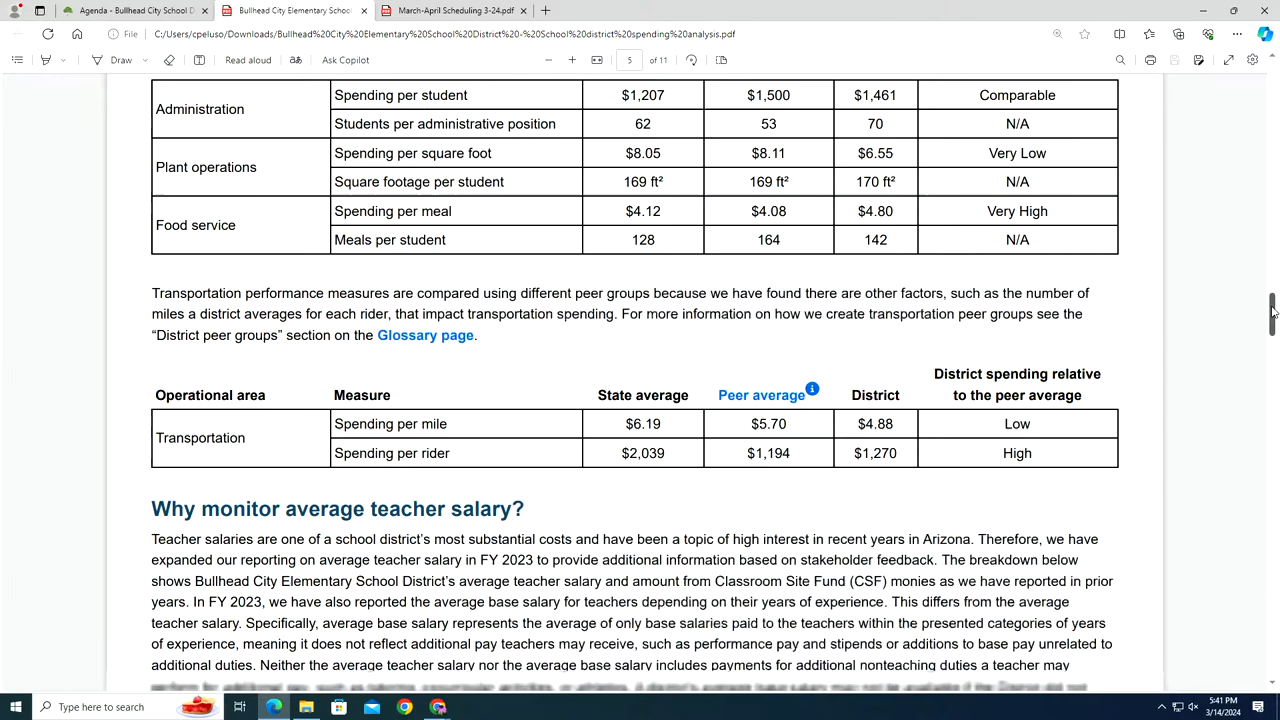 Agenda - Bullhead City School D
Bullhead City Elementary Schoo
March-April Scheduling 3-24.pdf
File
C:/Users/cpeluso/Downloads/Bullhead%20City%20Elementary%20School%20District%20-%20School%20district%20spending%20analysis.pdf
Draw
Read aloud
Ask Copilot
5 of 11
Administration
Spending per student $1,207 $1,500 $1,461 Comparable
Students per administrative position 62 53 70 N/A
Plant operations
Spending per square foot $8.05 $8.11 $6.55 Very Low
Square footage per student 169 ft² 169 ft² 170 ft² N/A
Food service
Spending per meal $4.12 $4.08 $4.80 Very High
Meals per student 128 164 142 N/A
Transportation performance measures are compared using different peer groups because we have found there are other factors, such as the number of
miles a district averages for each rider, that impact transportation spending. For more information on how we create transportation peer groups see the
“District peer groups” section on the Glossary page.
District spending relative
Operational area Measure State average Peer average District to the peer average
Transportation
Spending per mile $6.19 $5.70 $4.88 Low
Spending per rider $2,039 $1,194 $1,270 High
Why monitor average teacher salary?
Teacher salaries are one of a school district’s most substantial costs and have been a topic of high interest in recent years in Arizona. Therefore, we have
expanded our reporting on average teacher salary in FY 2023 to provide additional information based on stakeholder feedback. The breakdown below
shows Bullhead City Elementary School District’s average teacher salary and amount from Classroom Site Fund (CSF) monies as we have reported in prior
years. In FY 2023, we have also reported the average base salary for teachers depending on their years of experience. This differs from the average
teacher salary. Specifically, average base salary represents the average of only base salaries paid to the teachers within the presented categories of years
of experience, meaning it does not reflect additional pay teachers may receive, such as performance pay and stipends or additions to base pay unrelated to
additional duties. Neither the average teacher salary nor the average base salary includes payments for additional nonteaching duties a teacher may
Type here to search
5:41 PM
3/14/2024